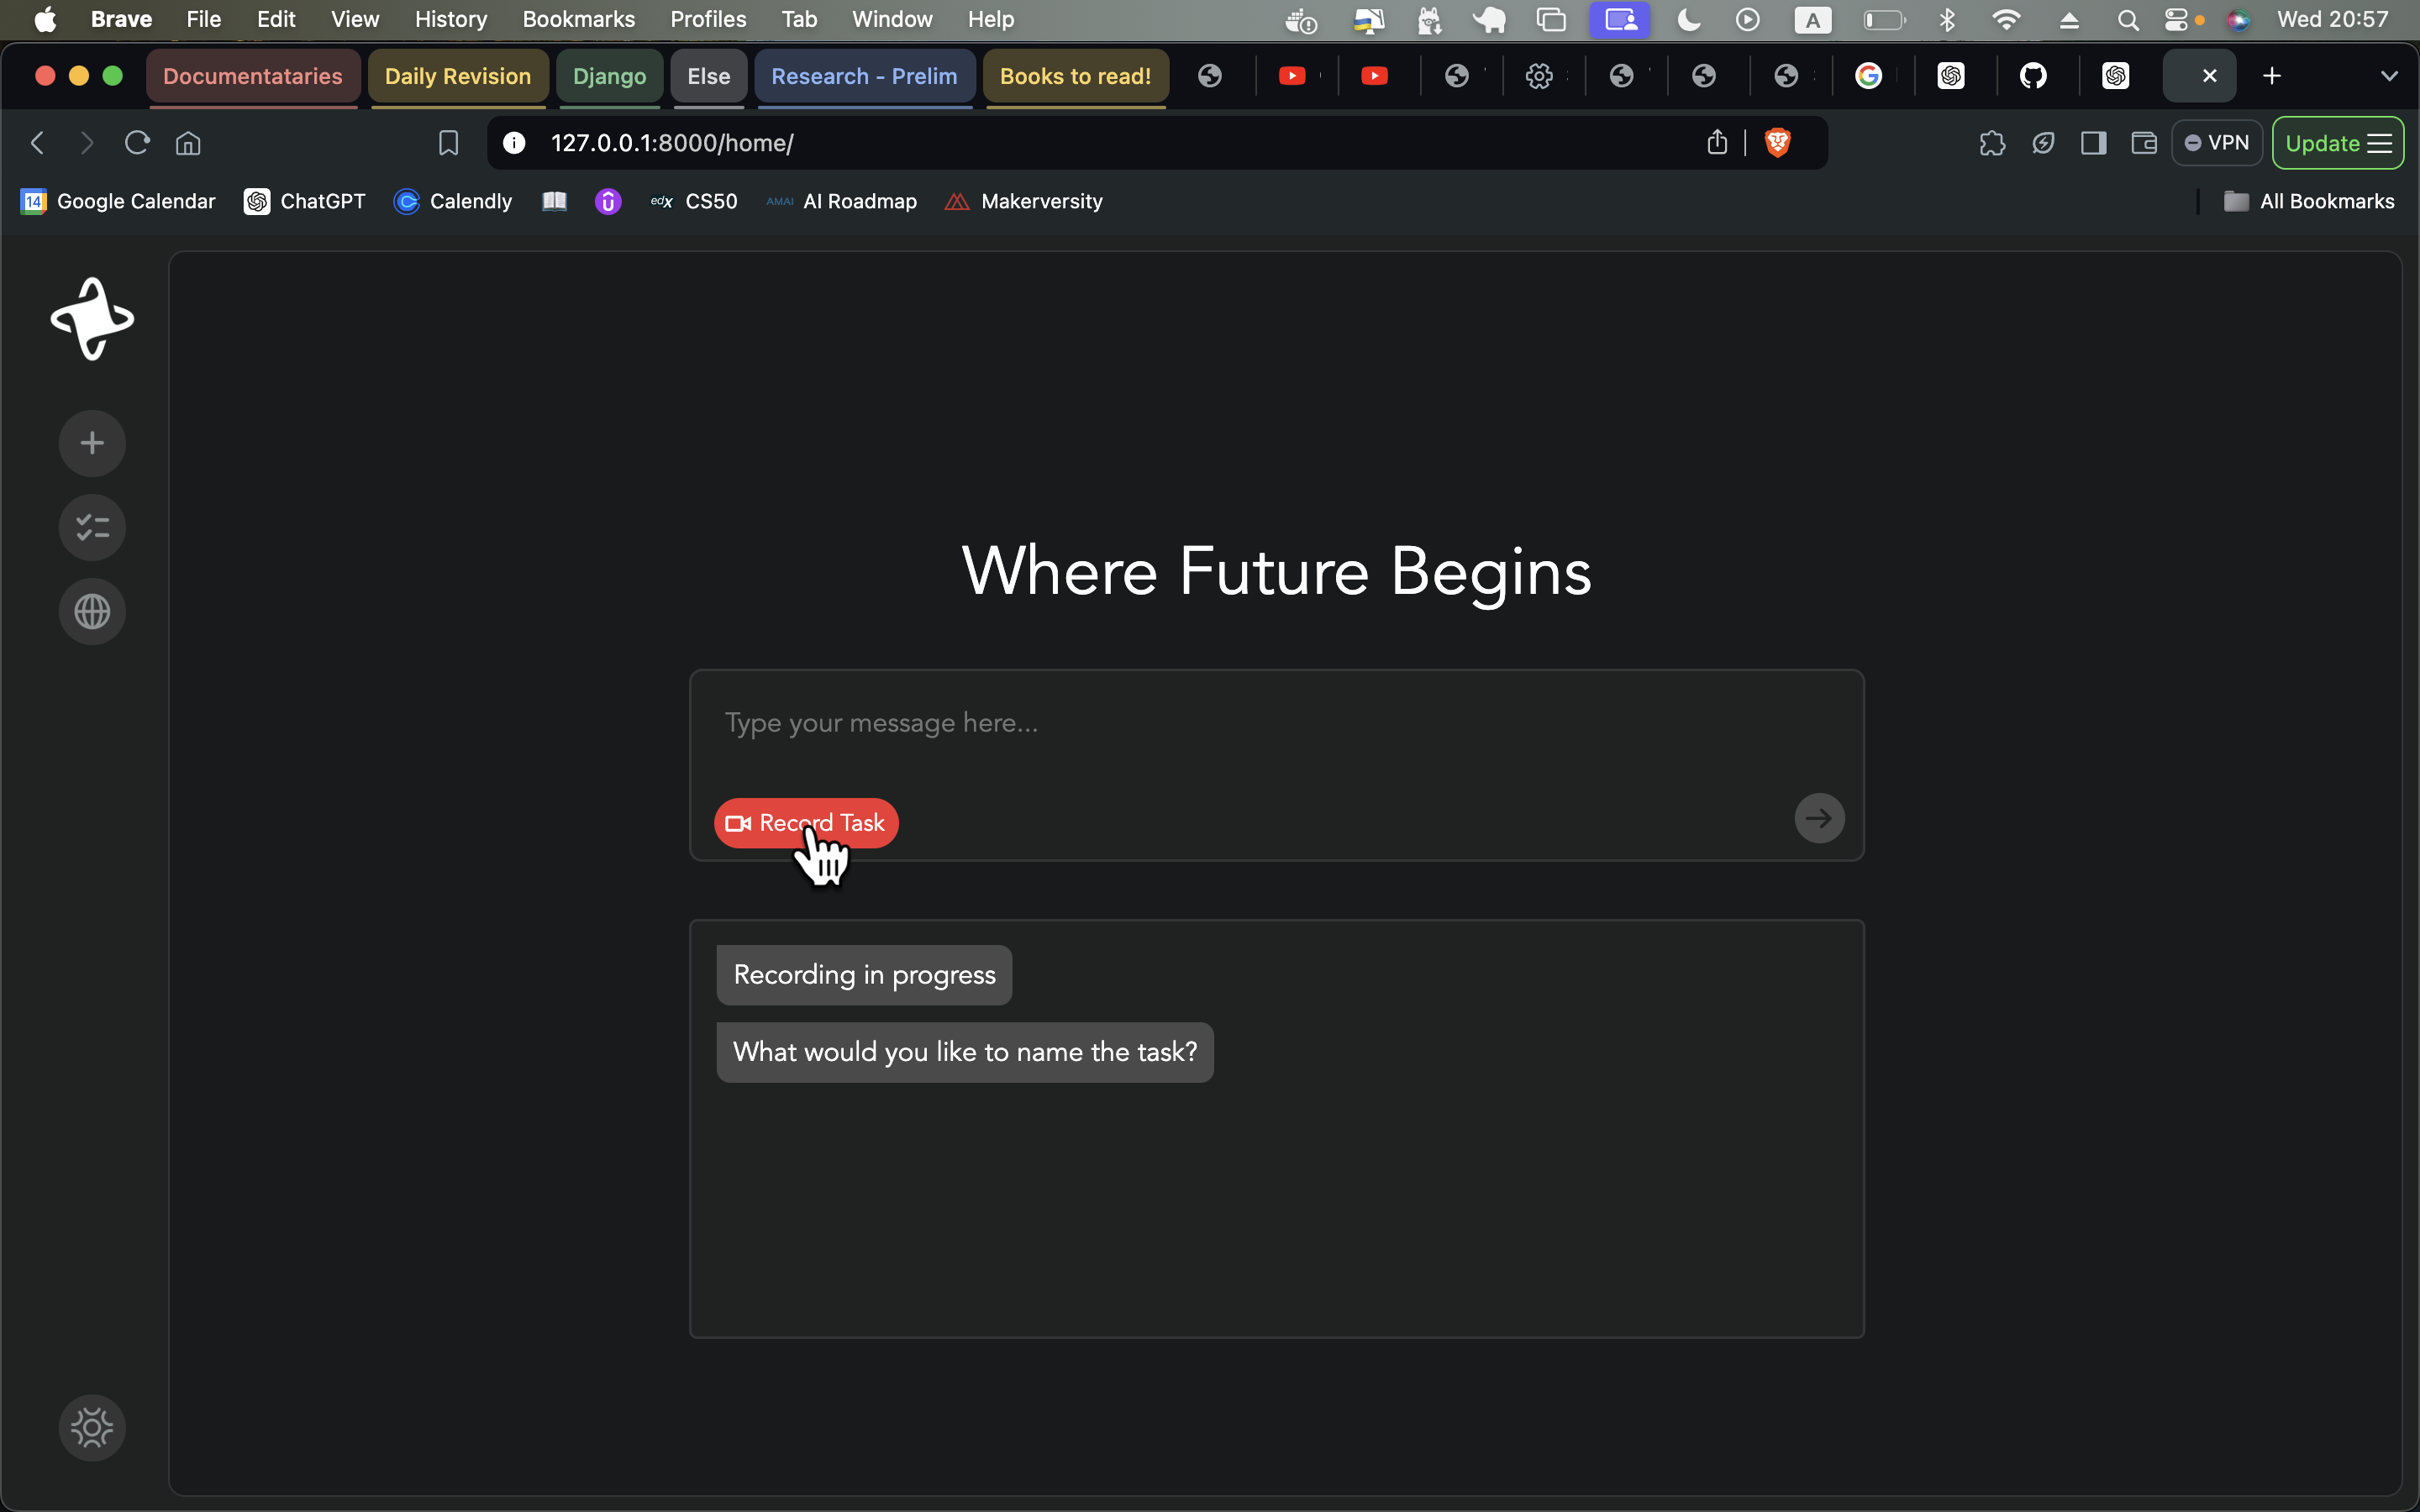 Brave File Edit View History Bookmarks Profiles Tab Window Help A Wed 20:57
Documentataries Daily Revision Django Else Research - Prelim Books to read!
127.0.0.1:8000/home/ VPN Update
14 Google Calendar ChatGPT Calendly edX CS50 AMAI AI Roadmap Makerversity All Bookmarks
Where Future Begins
Type your message here...
Record Task
Recording in progress
What would you like to name the task?